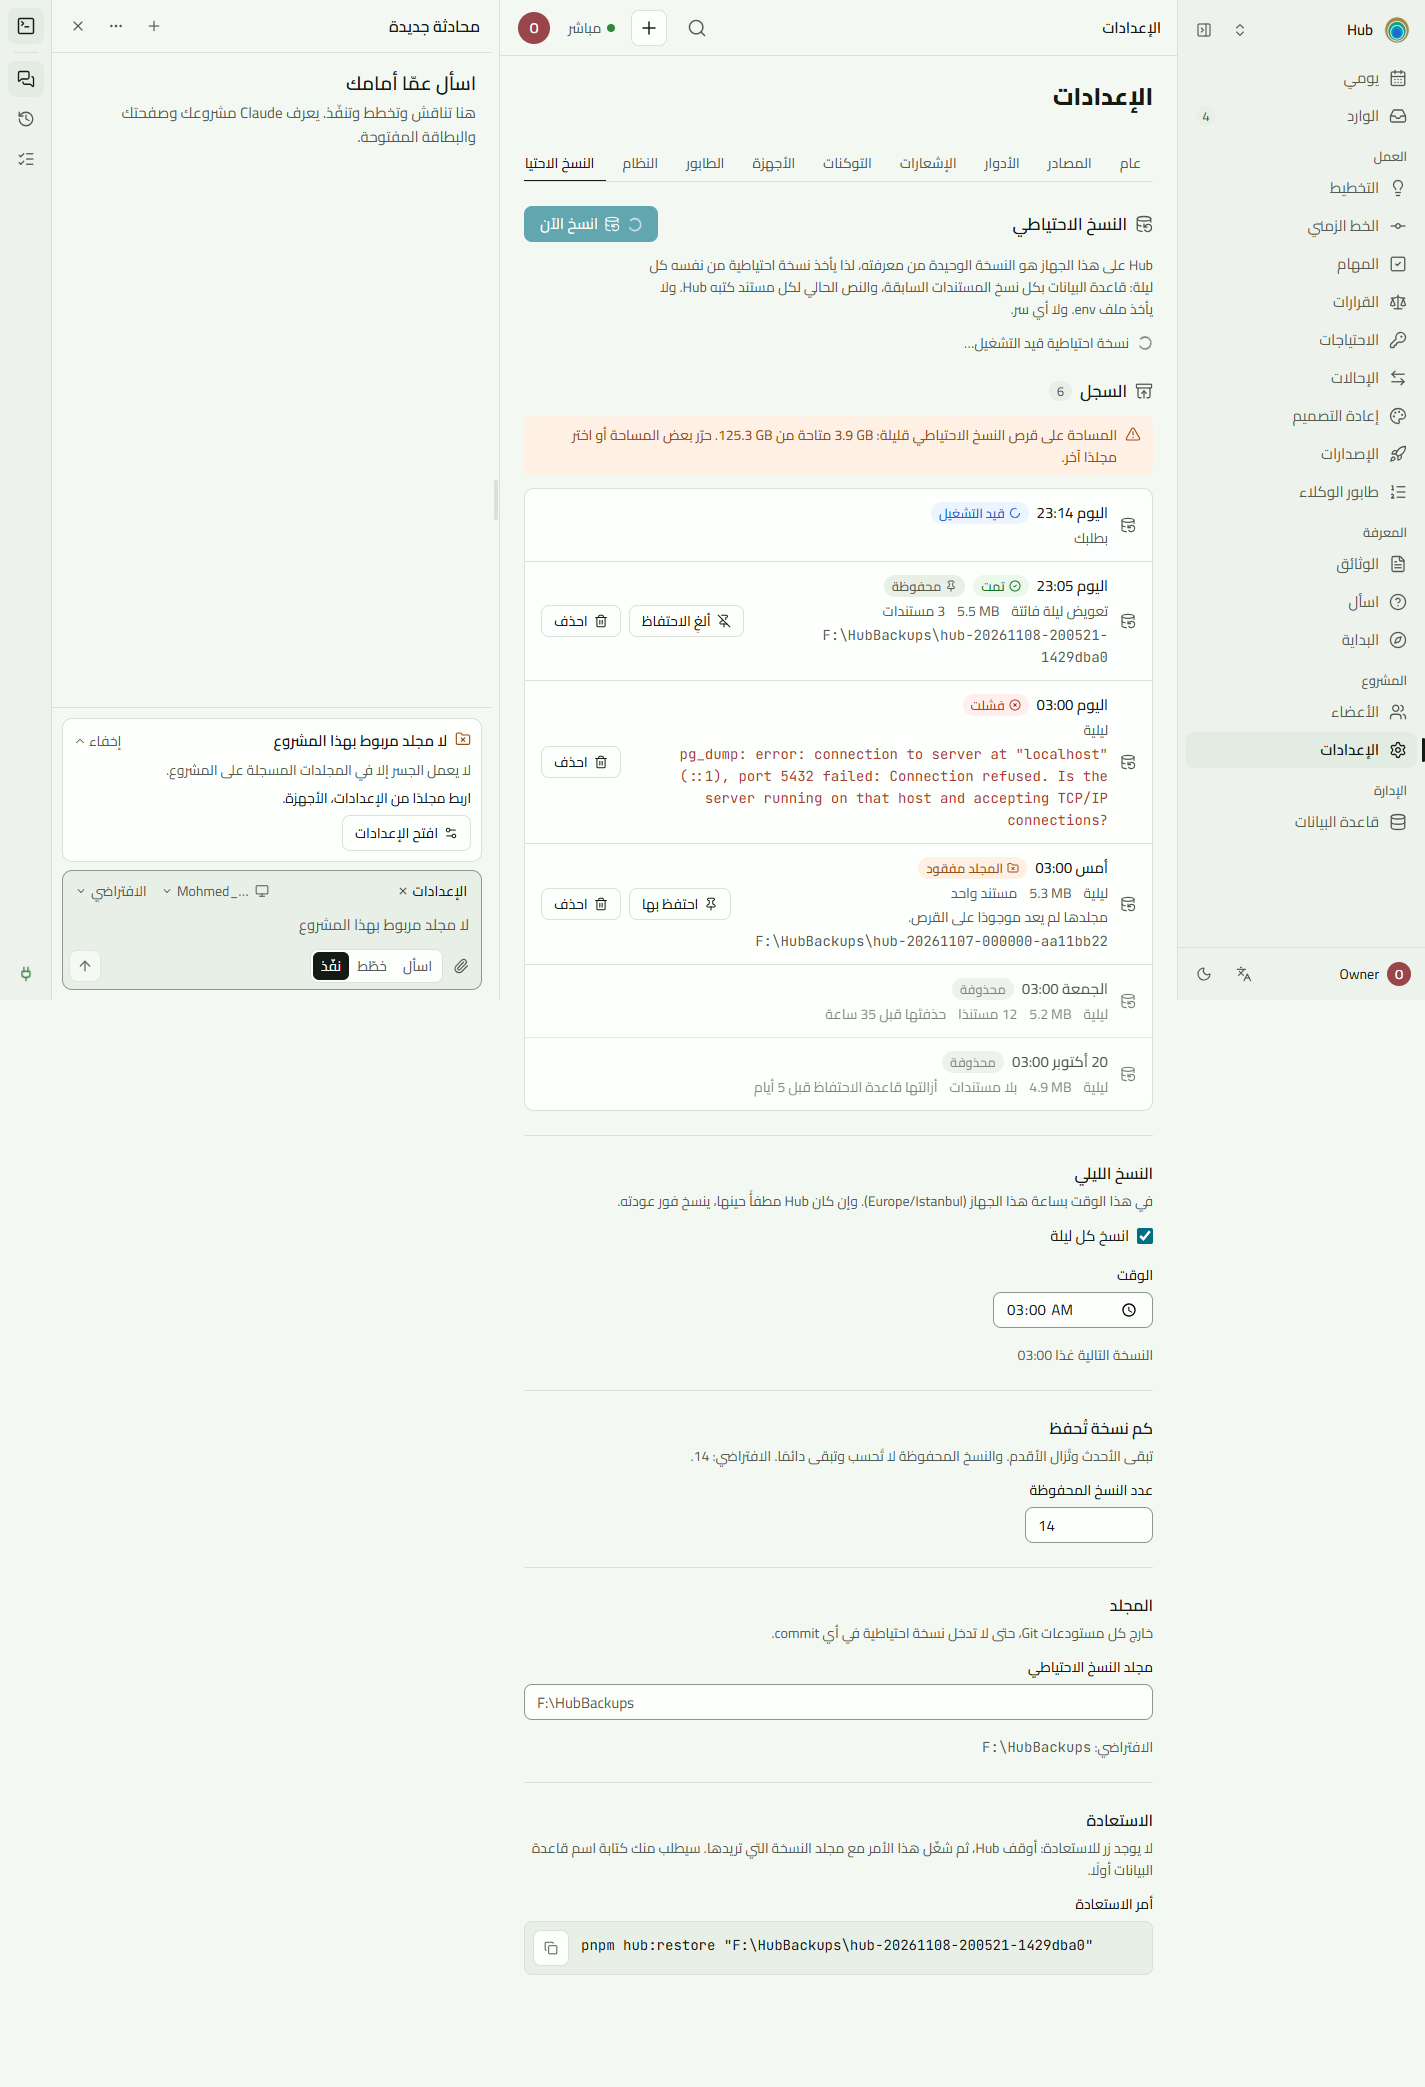 Hub
يومي
الوارد
4
العمل
التخطيط
الخط الزمني
المهام
القرارات
الاحتياجات
الإحالات
إعادة التصميم
الإصدارات
طابور الوكلاء
المعرفة
الوثائق
اسأل
البداية
المشروع
الأعضاء
الإعدادات
الإدارة
قاعدة البيانات
O Owner
الإعدادات
مباشر
O
الإعدادات
عام
المصادر
الأدوار
الإشعارات
التوكنات
الأجهزة
الطابور
النظام
النسخ الاحتيا
النسخ الاحتياطي
انسخ الآن
Hub على هذا الجهاز هو النسخة الوحيدة من معرفته، لذا يأخذ نسخة احتياطية من نفسه كل
ليلة: قاعدة البيانات بكل نسخ المستندات السابقة، والنص الحالي لكل مستند كتبه Hub. ولا
يأخذ ملف env. ولا أي سر.
نسخة احتياطية قيد التشغيل...
السجل 6
المساحة على قرص النسخ الاحتياطي قليلة: 3.9 GB متاحة من 125.3 GB. حرّر بعض المساحة أو اختر
مجلدًا آخر.
اليوم 23:14 قيد التشغيل
بطلبك
اليوم 23:05 تمت محفوظة
تعويض ليلة فائتة 5.5 MB 3 مستندات
F:\HubBackups\hub-20261108-200521-
1429dba0
ألغِ الاحتفاظ
احذف
اليوم 03:00 فشلت
ليلية
pg_dump: error: connection to server at "localhost"
(::1), port 5432 failed: Connection refused. Is the
server running on that host and accepting TCP/IP
connections?
احذف
أمس 03:00 المجلد مفقود
ليلية 5.3 MB مستند واحد
مجلدها لم يعد موجودًا على القرص.
F:\HubBackups\hub-20261107-000000-aa11bb22
احتفظ بها
احذف
الجمعة 03:00 محذوفة
ليلية 5.2 MB 12 مستندًا حذفتها قبل 35 ساعة
20 أكتوبر 03:00 محذوفة
ليلية 4.9 MB بلا مستندات أزالتها قاعدة الاحتفاظ قبل 5 أيام
النسخ الليلي
في هذا الوقت بساعة هذا الجهاز (Europe/Istanbul). وإن كان Hub مطفأً حينها، ينسخ فور عودته.
انسخ كل ليلة
الوقت
03:00 AM
النسخة التالية غدًا 03:00
كم نسخة تُحفظ
تبقى الأحدث وتُزال الأقدم. والنسخ المحفوظة لا تُحسب وتبقى دائمًا. الافتراضي: 14.
عدد النسخ المحفوظة
14
المجلد
خارج كل مستودعات Git، حتى لا تدخل نسخة احتياطية في أي commit.
مجلد النسخ الاحتياطي
F:\HubBackups
الافتراضي: F:\HubBackups
الاستعادة
لا يوجد زر للاستعادة: أوقف Hub، ثم شغّل هذا الأمر مع مجلد النسخة التي تريدها. سيطلب منك كتابة اسم قاعدة
البيانات أولًا.
أمر الاستعادة
pnpm hub:restore "F:\HubBackups\hub-20261108-200521-1429dba0"
محادثة جديدة
اسأل عمّا أمامك
هنا تناقش وتخطط وتنفّذ. يعرف Claude مشروعك وصفحتك
والبطاقة المفتوحة.
لا مجلد مربوط بهذا المشروع
إخفاء
لا يعمل الجسر إلا في المجلدات المسجلة على المشروع.
اربط مجلدًا من الإعدادات، الأجهزة.
افتح الإعدادات
الإعدادات
Mohmed_...
الافتراضي
لا مجلد مربوط بهذا المشروع
اسأل
خطّط
نفّذ